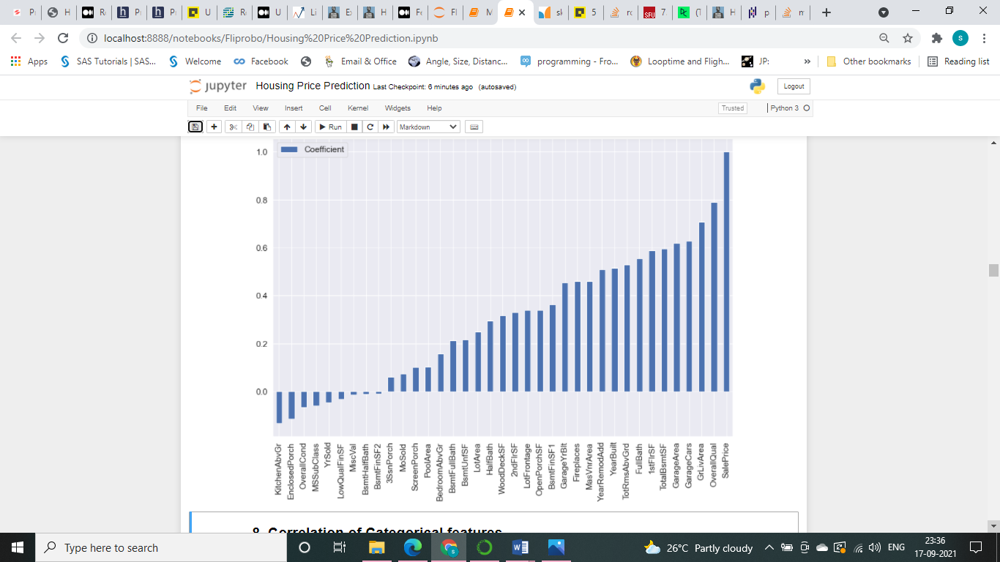 Pi H Re Pi Pi U Ri U Li E› H Fe Fl M sk 5 rc 7 (T H p n
localhost:8888/notebooks/Fliprobo/Housing%20Price%20Prediction.ipynb
S
Apps SAS Tutorials | SAS... Welcome Facebook Email & Office Angle, Size, Distanc... programming - Fro... Looptime and Fligh... JP: » Other bookmarks Reading list
jupyter Housing Price Prediction Last Checkpoint: 6 minutes ago (autosaved) Logout
File Edit View Insert Cell Kernel Widgets Help Trusted Python 3
Run Markdown
Coefficient
1.0
0.8
0.6
0.4
0.2
0.0
KitchenAbvGr
EnclosedPorch
OverallCond
MSSubClass
YrSold
LowQualFinSF
MiscVal
BsmtHalfBath
BsmtFinSF2
3SsnPorch
MoSold
ScreenPorch
PoolArea
BedroomAbvGr
BsmtFullBath
BsmtUnfSF
LotArea
HalfBath
WoodDeckSF
2ndFlrSF
LotFrontage
OpenPorchSF
BsmtFinSF1
GarageYrBlt
Fireplaces
MasVnrArea
YearRemodAdd
YearBuilt
TotRmsAbvGrd
FullBath
1stFlrSF
TotalBsmtSF
GarageArea
GarageCars
GrLivArea
OverallQual
SalePrice
8. Correlation of Categorical features
Type here to search
26°C Partly cloudy
ENG
23:36
17-09-2021